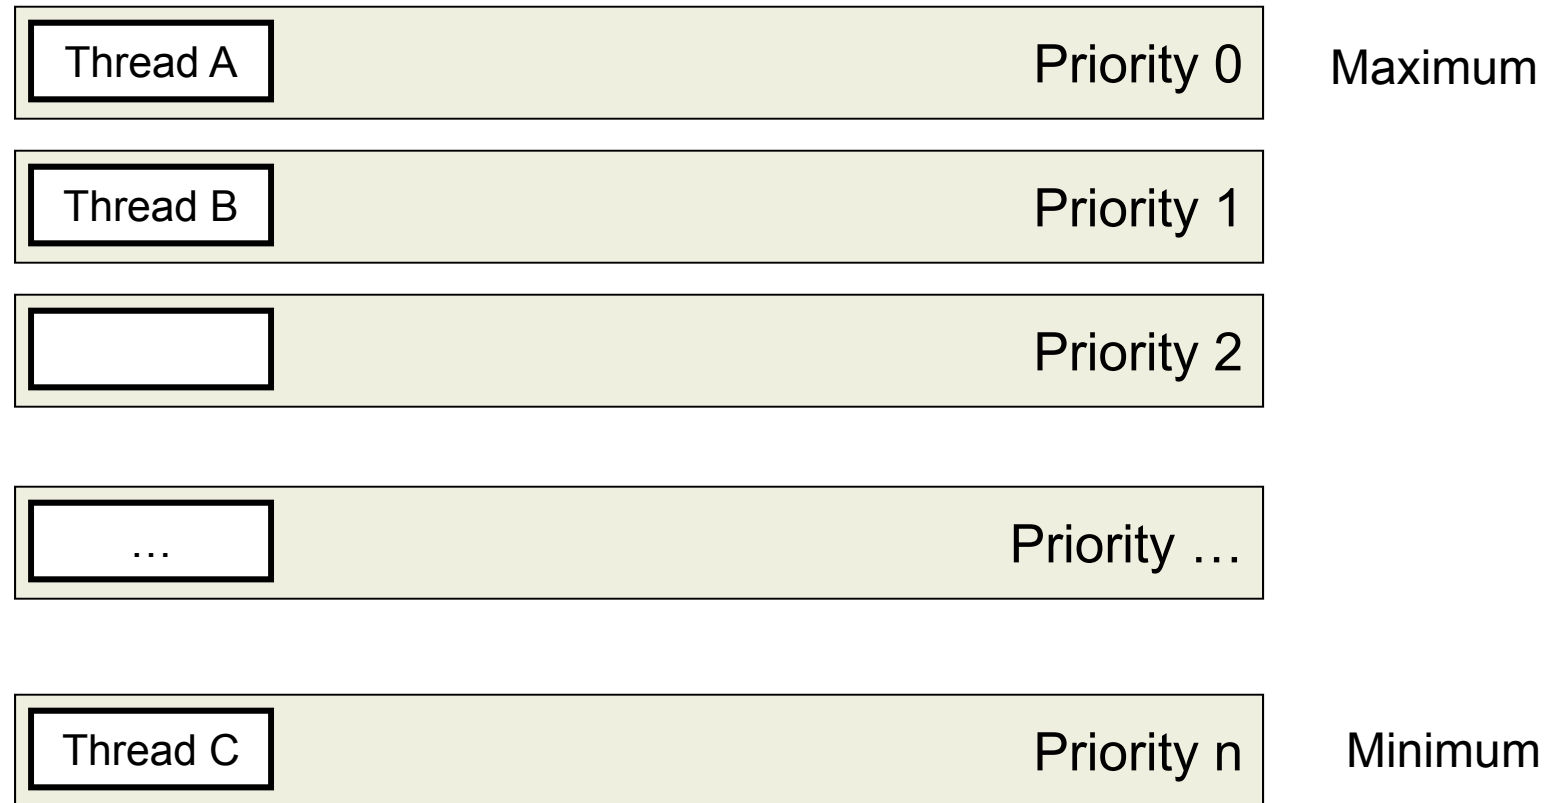 Thread A Priority 0 Maximum
Thread B Priority 1
Priority 2
… Priority …
Thread C Priority n Minimum